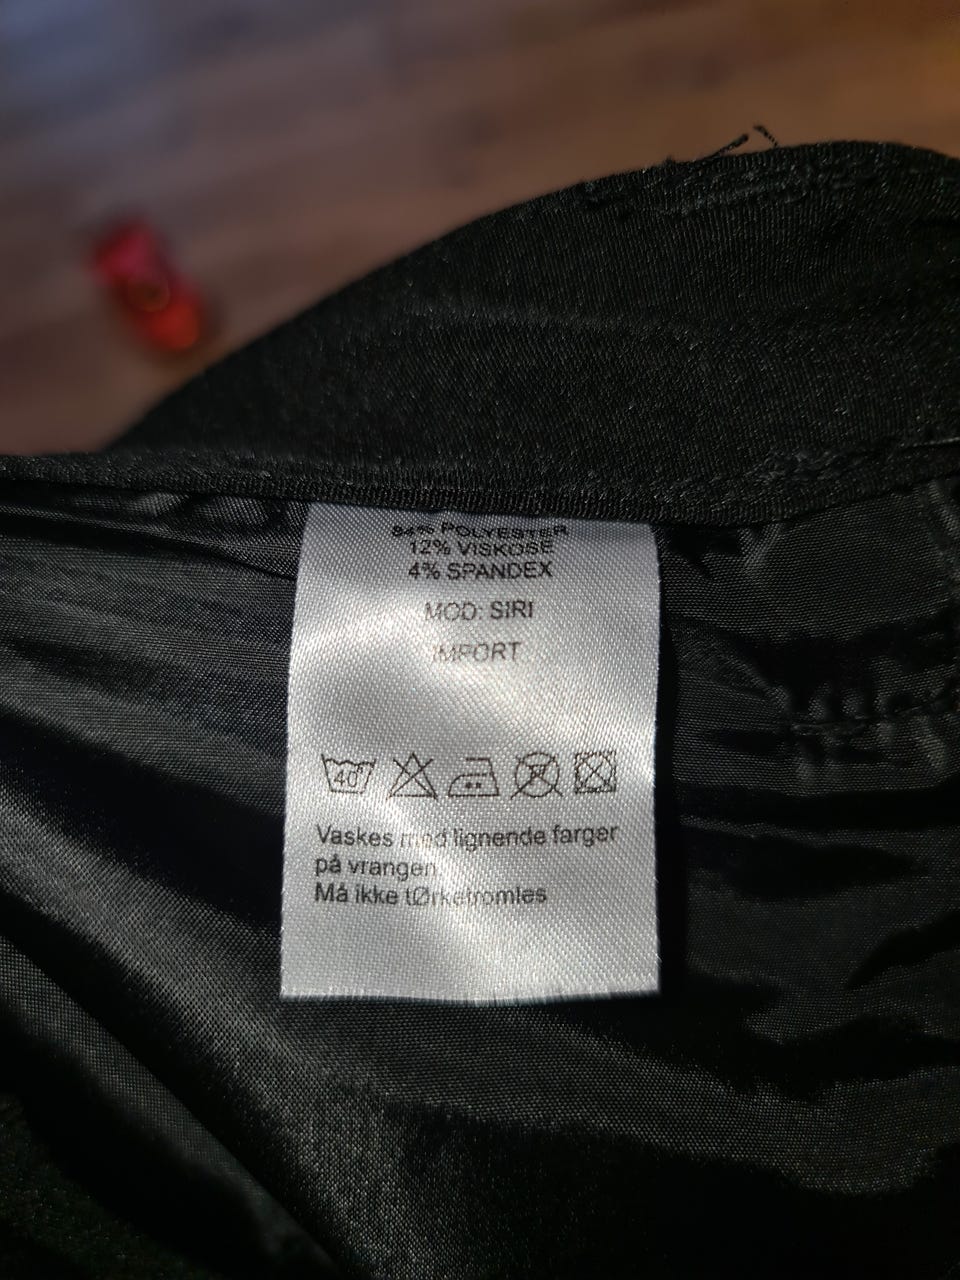 84% POLYESTER
12% VISKOSE
4% SPANDEX
MOD: SIRI
IMPORT
40°
Vaskes med lignende farger
på vrangen
Må ikke tØrketromles